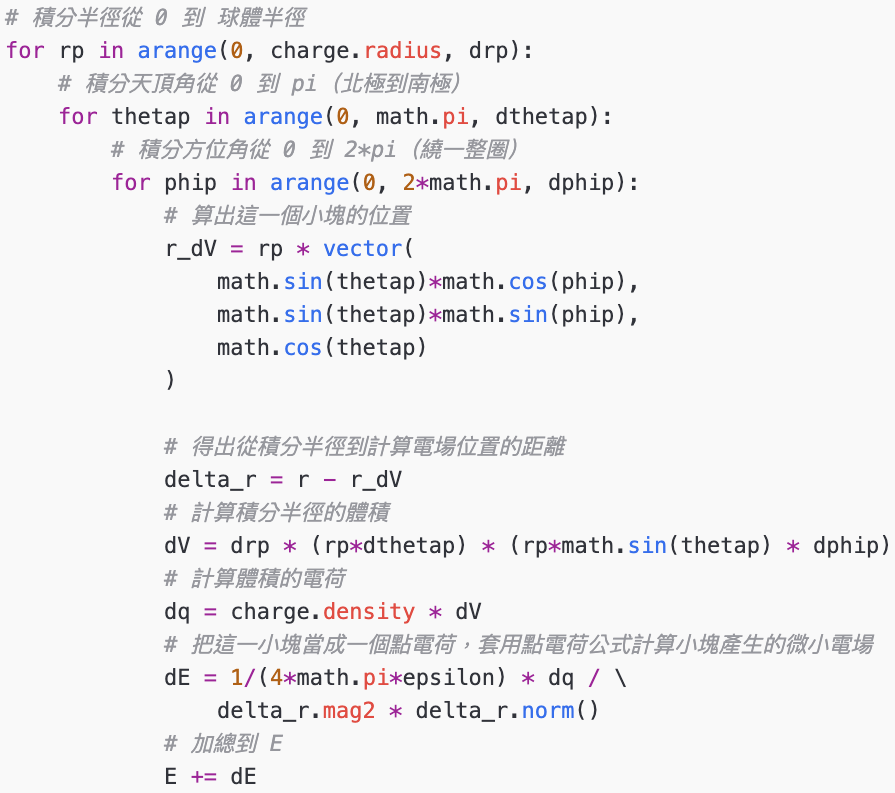 # 積分半徑從 0 到 球體半徑
for rp in arange(0, charge.radius, drp):
    # 積分天頂角從 0 到 pi（北極到南極）
    for thetap in arange(0, math.pi, dthetap):
        # 積分方位角從 0 到 2*pi（繞一整圈）
        for phip in arange(0, 2*math.pi, dphip):
            # 算出這一個小塊的位置
            r_dV = rp * vector(
                math.sin(thetap)*math.cos(phip),
                math.sin(thetap)*math.sin(phip),
                math.cos(thetap)
            )
            # 得出從積分半徑到計算電場位置的距離
            delta_r = r - r_dV
            # 計算積分半徑的體積
            dV = drp * (rp*dthetap) * (rp*math.sin(thetap) * dphip)
            # 計算體積的電荷
            dq = charge.density * dV
            # 把這一小塊當成一個點電荷，套用點電荷公式計算小塊產生的微小電場
            dE = 1/(4*math.pi*epsilon) * dq / \
                delta_r.mag2 * delta_r.norm()
            # 加總到 E
            E += dE